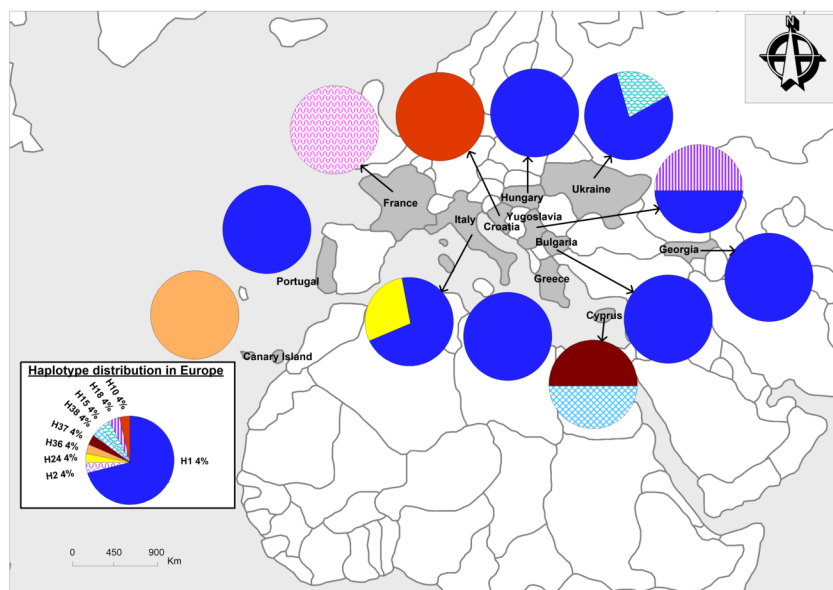 N
Hungary
Ukraine
France
Italy
Yugoslavia
Croatia
Bulgaria
Georgia
Portugal
Greece
Cyprus
Canary Island
Haplotype distribution in Europe
H10 4%
H18 4%
H15 4%
H38 4%
H37 4%
H36 4%
H24 4%
H2 4%
H1 4%
0 450 900
Km